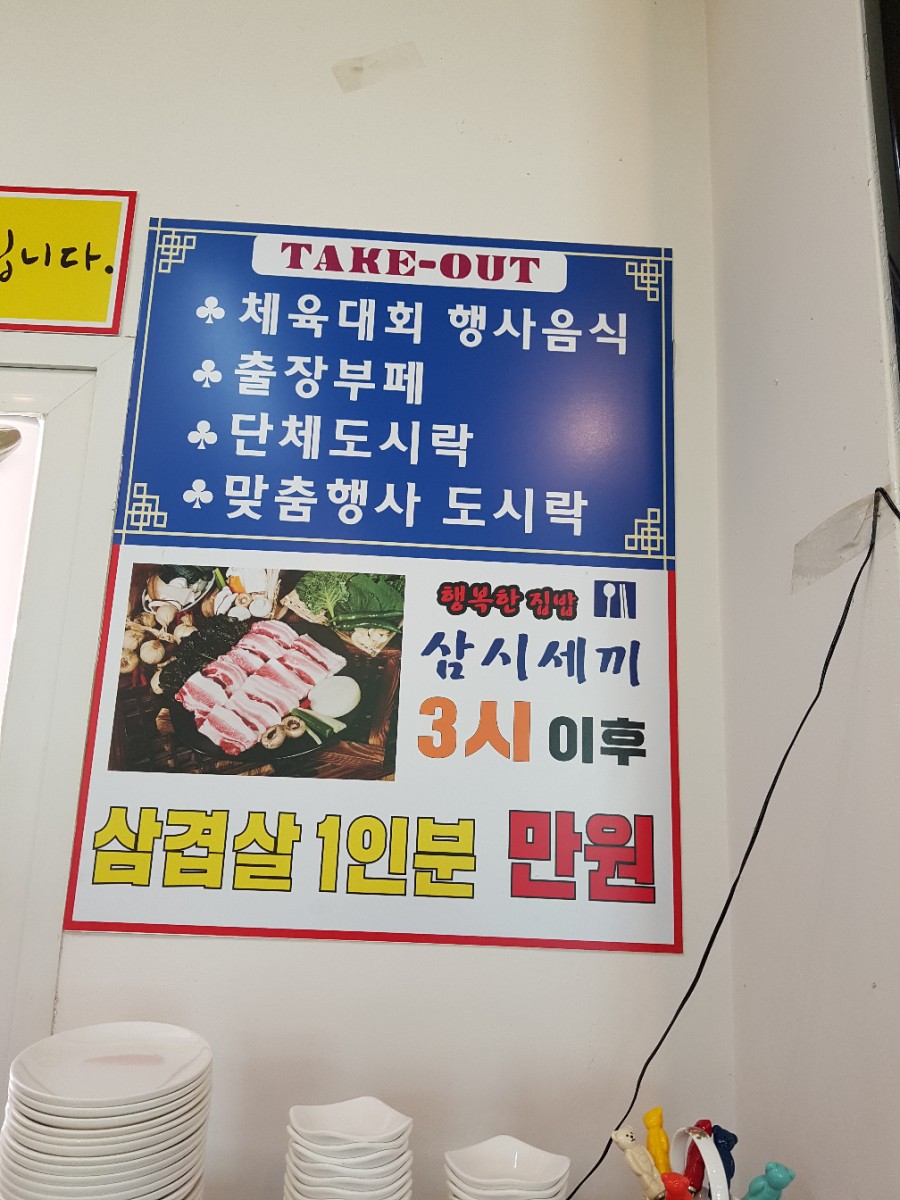 TAKE-OUT
♣체육대회 행사음식
♣출장부페
♣단체도시락
♣맞춤행사 도시락
행복한 집밥
삼시세끼
3시 이후
삼겹살 1인분 만원
니다.